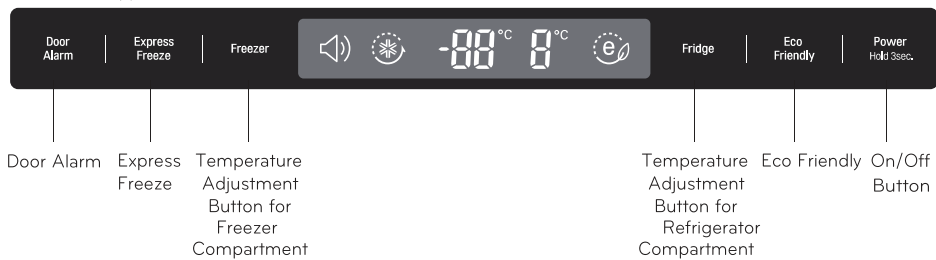 Door
Alarm
Express
Freeze
Freezer
-88°C 8°C
e
Fridge
Eco
Friendly
Power
Hold 3sec.
Door Alarm
Express
Freeze
Temperature
Adjustment
Button for
Freezer
Compartment
Temperature
Adjustment
Button for
Refrigerator
Compartment
Eco Friendly
On/Off
Button